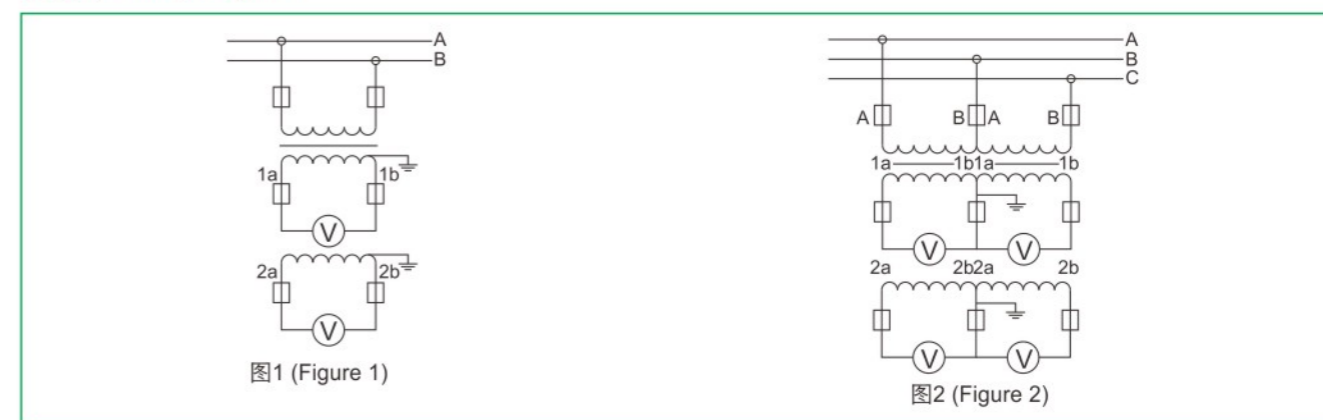 A
B
1a 1b
V
2a 2b
V
图1 (Figure 1)
A
B
C
A B A B
1a 1b1a 1b
V V
2a 2b2a 2b
V V
图2 (Figure 2)